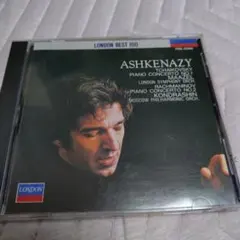 LONDON BEST 100
ASHKENAZY
TCHAIKOVSKY
PIANO CONCERTO NO.1
MAAZEL
LONDON SYMPHONY ORCH.
RACHMANINOV
PIANO CONCERTO NO.2
KONDRASHIN
MOSCOW PHILHARMONIC ORCH.
LONDON